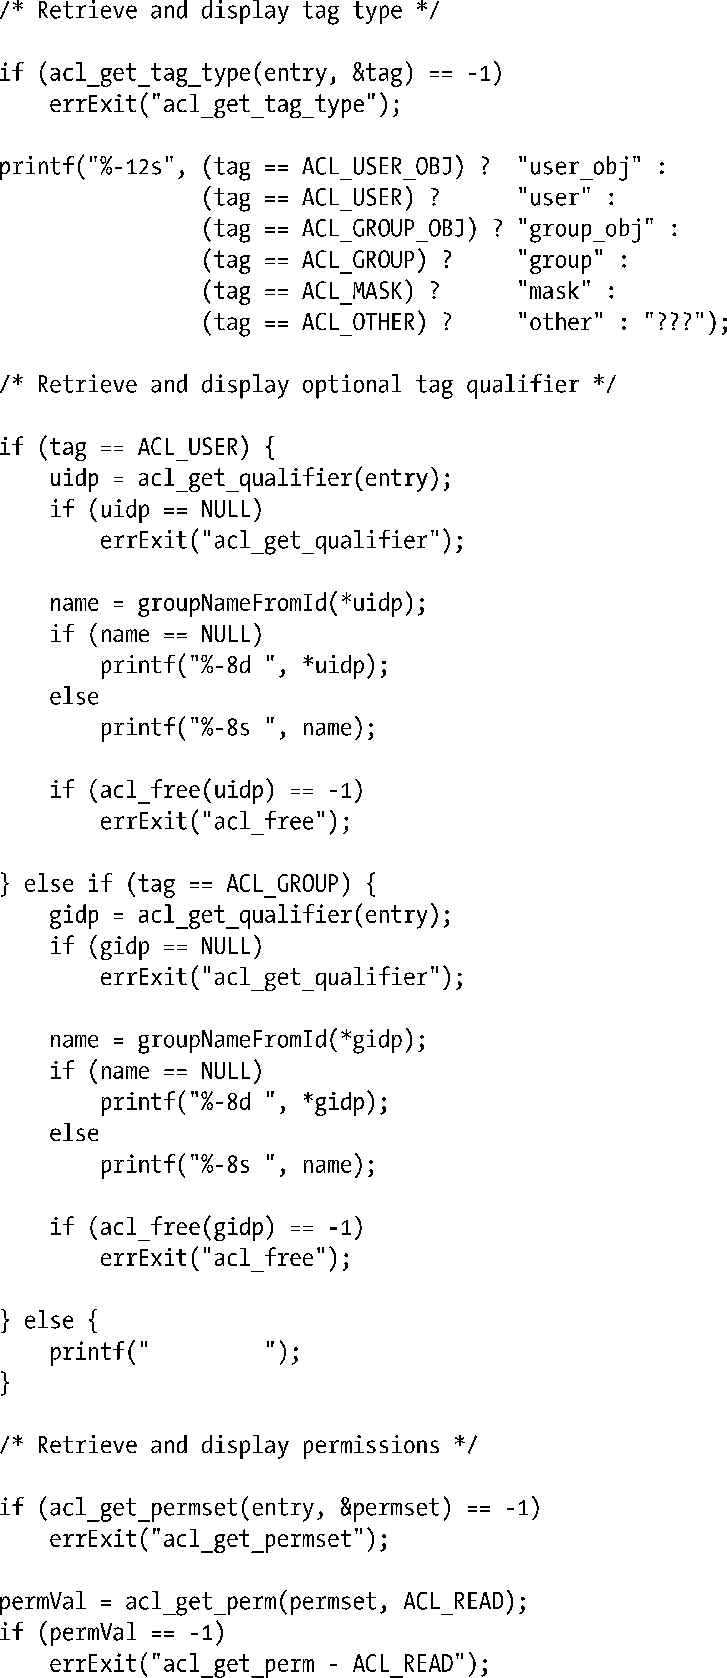 /* Retrieve and display tag type */

if (acl_get_tag_type(entry, &tag) == -1)
    errExit("acl_get_tag_type");

printf("%-12s", (tag == ACL_USER_OBJ) ?  "user_obj" :
                (tag == ACL_USER) ?      "user" :
                (tag == ACL_GROUP_OBJ) ? "group_obj" :
                (tag == ACL_GROUP) ?     "group" :
                (tag == ACL_MASK) ?      "mask" :
                (tag == ACL_OTHER) ?     "other" : "???");

/* Retrieve and display optional tag qualifier */

if (tag == ACL_USER) {
    uidp = acl_get_qualifier(entry);
    if (uidp == NULL)
        errExit("acl_get_qualifier");

    name = groupNameFromId(*uidp);
    if (name == NULL)
        printf("%-8d ", *uidp);
    else
        printf("%-8s ", name);

    if (acl_free(uidp) == -1)
        errExit("acl_free");

} else if (tag == ACL_GROUP) {
    gidp = acl_get_qualifier(entry);
    if (gidp == NULL)
        errExit("acl_get_qualifier");

    name = groupNameFromId(*gidp);
    if (name == NULL)
        printf("%-8d ", *gidp);
    else
        printf("%-8s ", name);

    if (acl_free(gidp) == -1)
        errExit("acl_free");

} else {
    printf("         ");
}

/* Retrieve and display permissions */

if (acl_get_permset(entry, &permset) == -1)
    errExit("acl_get_permset");

permVal = acl_get_perm(permset, ACL_READ);
if (permVal == -1)
    errExit("acl_get_perm - ACL_READ");